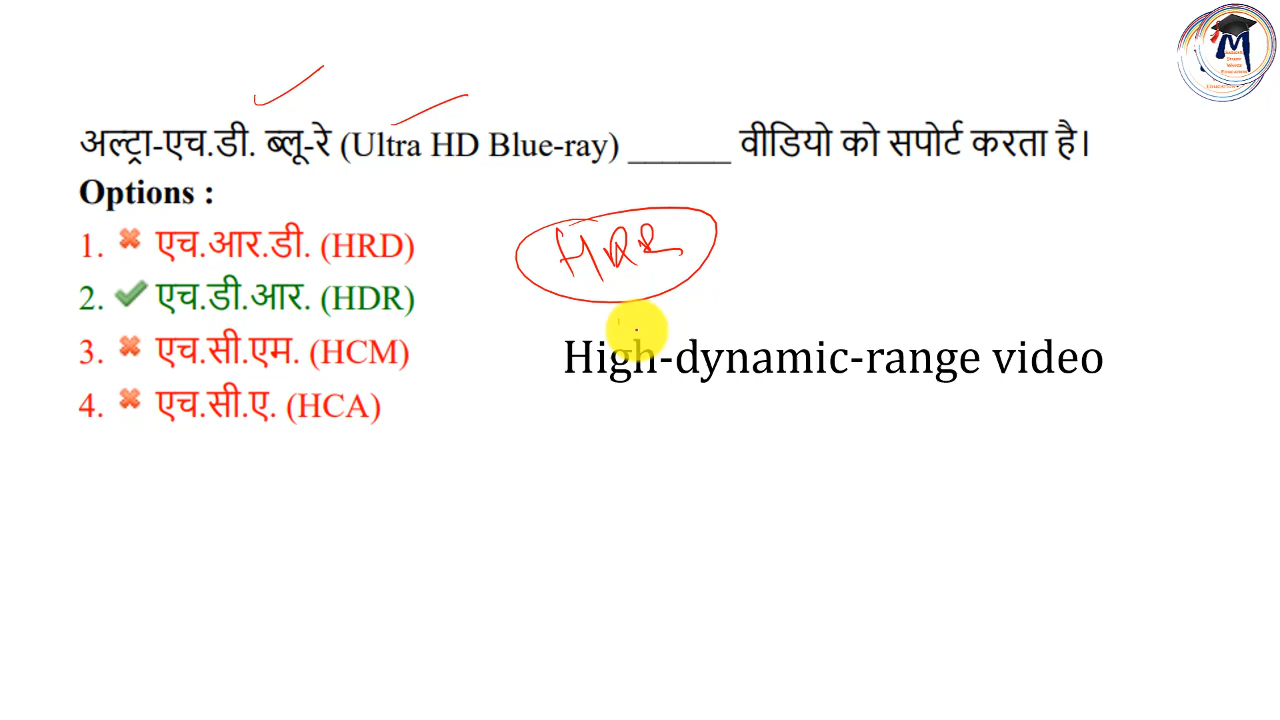 अल्ट्रा-एच.डी. ब्लू-रे (Ultra HD Blue-ray) ______ वीडियो को सपोर्ट करता है।
Options :
1. एच.आर.डी (HRD)
2. एच.डी.आर. (HDR)
3. एच.सी.एम. (HCM)
4. एच.सी.ए. (HCA)
High-dynamic-range video